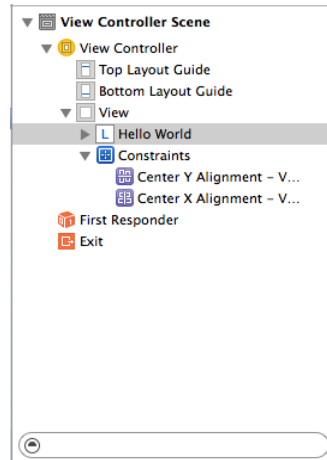 View Controller Scene
View Controller
Top Layout Guide
Bottom Layout Guide
View
L Hello World
Constraints
Center Y Alignment – V...
Center X Alignment – V...
First Responder
Exit